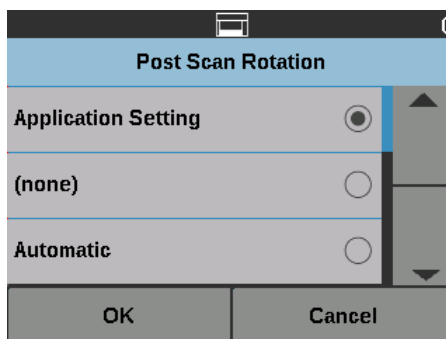 Post Scan Rotation
Application Setting
(none)
Automatic
OK
Cancel